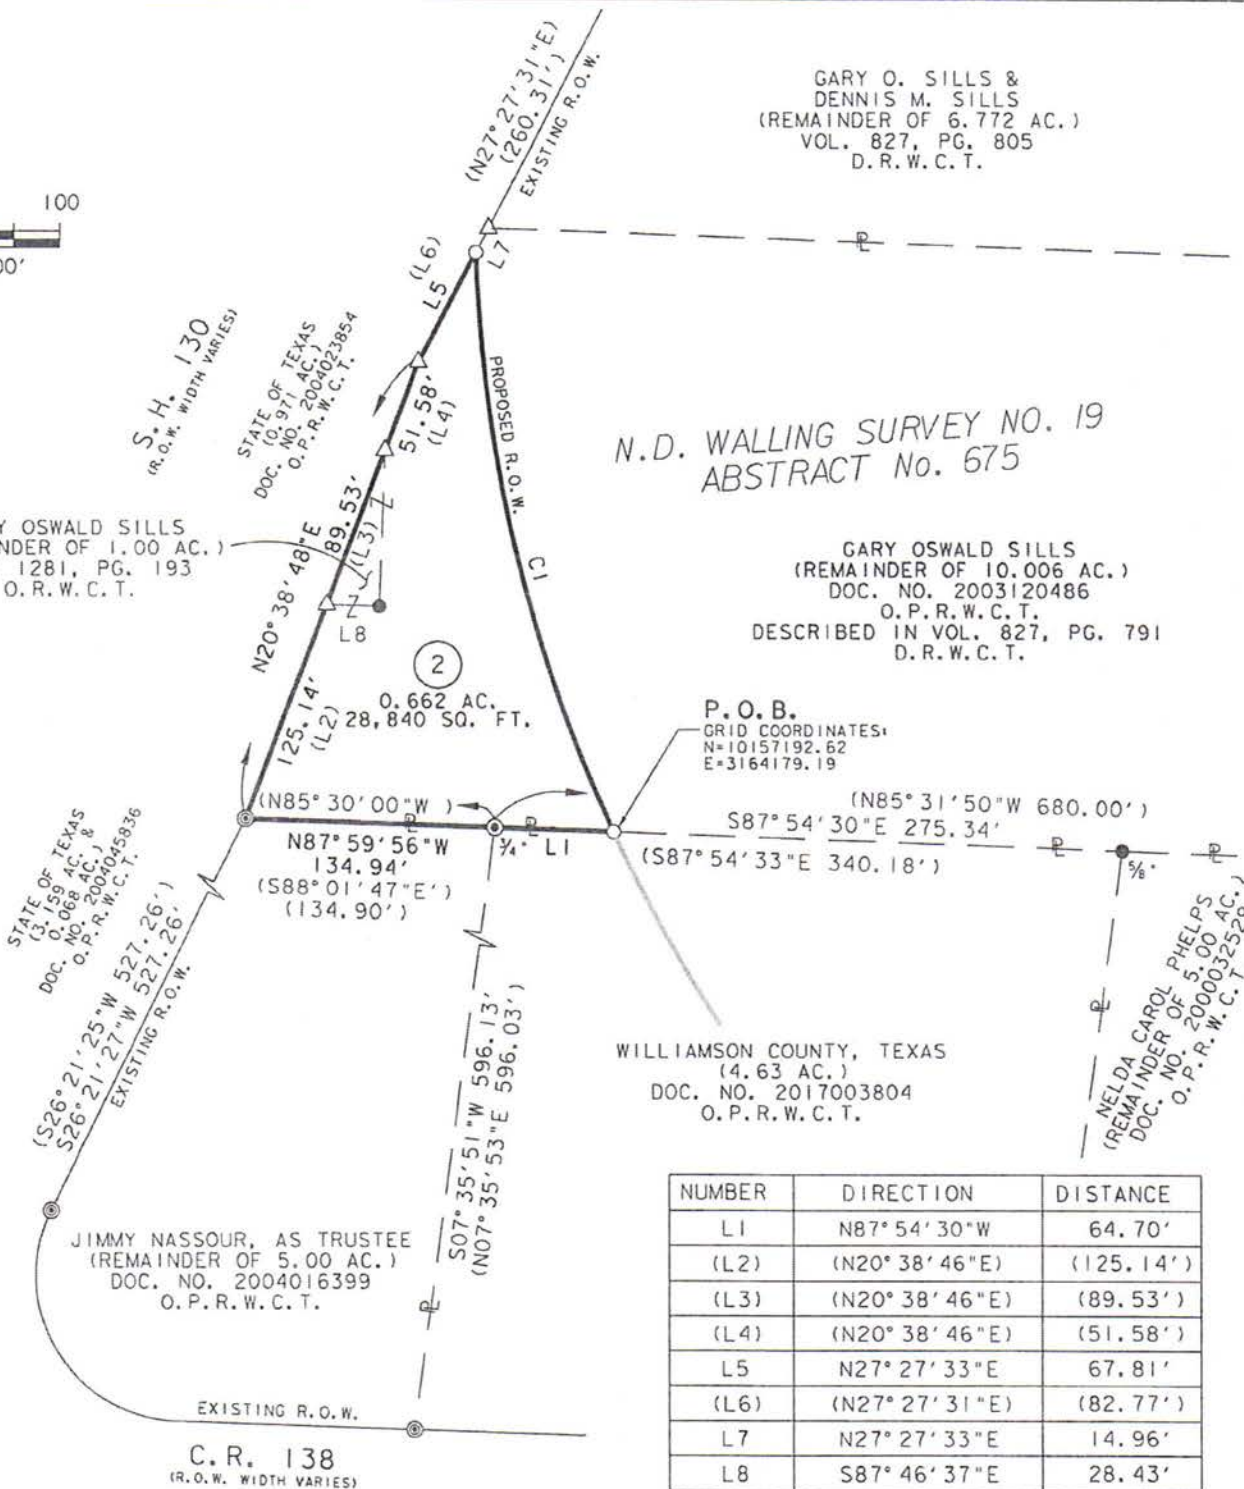 (N27°27'31"E)
(260.31')
EXISTING R.O.W.
GARY O. SILLS &
DENNIS M. SILLS
(REMAINDER OF 6.772 AC.)
VOL. 827, PG. 805
D.R.W.C.T.
100
00'
(L6)
L5
L7
S.H. 130
(R.O.W. WIDTH VARIES)
STATE OF TEXAS
(0.971 AC.)
DOC. NO. 2004023854
O.P.R.W.C.T.
51.58'
(L4)
PROPOSED R.O.W.
C1
N.D. WALLING SURVEY NO. 19
ABSTRACT No. 675
Y OSWALD SILLS
NDER OF 1.00 AC.)
1281, PG. 193
O.R.W.C.T.
N20°38'48"E
89.53'
(L3)
L8
GARY OSWALD SILLS
(REMAINDER OF 10.006 AC.)
DOC. NO. 2003120486
O.P.R.W.C.T.
DESCRIBED IN VOL. 827, PG. 791
D.R.W.C.T.
2
0.662 AC.
28,840 SQ. FT.
125.14'
(L2)
P.O.B.
GRID COORDINATES:
N=10157192.62
E=3164179.19
(N85°30'00"W )
N87°59'56"W
134.94'
(S88°01'47"E')
(134.90')
3/4" L1
(N85°31'50"W 680.00')
S87°54'30"E 275.34'
(S87°54'33"E 340.18')
5/8"
STATE OF TEXAS
(3.159 AC. &
0.068 AC.)
DOC. NO. 2004045836
O.P.R.W.C.T.
(S26°21'25"W 527.26')
S26°21'27"W 527.26'
EXISTING R.O.W.
S07°35'51"W 596.13'
(N07°35'53"E 596.03')
WILLIAMSON COUNTY, TEXAS
(4.63 AC.)
DOC. NO. 2017003804
O.P.R.W.C.T.
NELDA CAROL PHELPS
(REMAINDER OF 5.00 AC.)
DOC. NO. 2000032528
O.P.R.W.C.T
JIMMY NASSOUR, AS TRUSTEE
(REMAINDER OF 5.00 AC.)
DOC. NO. 2004016399
O.P.R.W.C.T.
EXISTING R.O.W.
C.R. 138
(R.O.W. WIDTH VARIES)
NUMBER DIRECTION DISTANCE
L1 N87°54'30"W 64.70'
(L2) (N20°38'46"E) (125.14')
(L3) (N20°38'46"E) (89.53')
(L4) (N20°38'46"E) (51.58')
L5 N27°27'33"E 67.81'
(L6) (N27°27'31"E) (82.77')
L7 N27°27'33"E 14.96'
L8 S87°46'37"E 28.43'